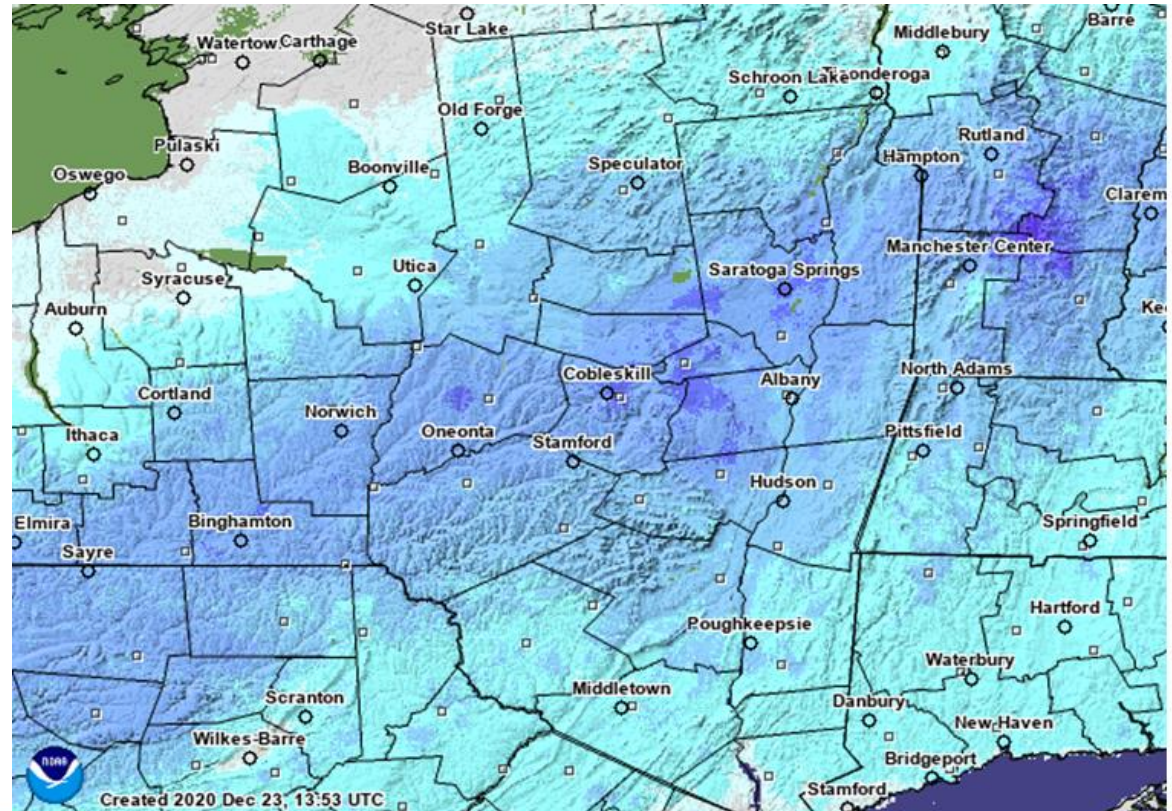 Star Lake
Barre
Middlebury
Watertow
Carthage
Schroon Lake
Ticonderoga
Old Forge
Rutland
Pulaski
Speculator
Hampton
Boonville
Oswego
Clarem
Manchester Center
Saratoga Springs
Utica
Syracuse
Auburn
Ke
Cobleskill
Albany
North Adams
Cortland
Norwich
Oneonta
Pittsfield
Ithaca
Stamford
Hudson
Elmira
Binghamton
Springfield
Sayre
Hartford
Poughkeepsie
Waterbury
Scranton
Middletown
Danbury
New Haven
Wilkes-Barre
Bridgeport
NOAA
Created 2020 Dec 23, 13:53 UTC
Stamford